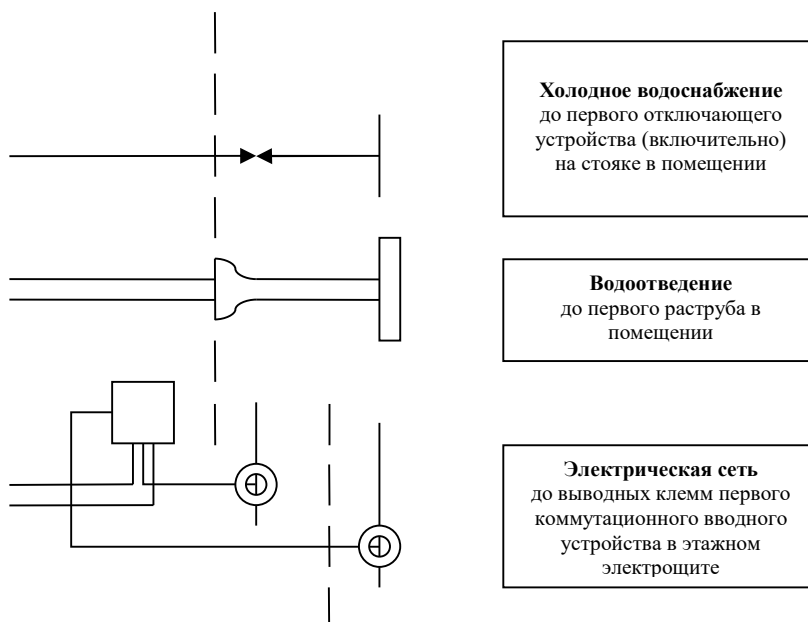 Холодное водоснабжение
до первого отключающего
устройства (включительно)
на стояке в помещении
Водоотведение
до первого раструба в
помещении
Электрическая сеть
до выводных клемм первого
коммутационного вводного
устройства в этажном
электрощите